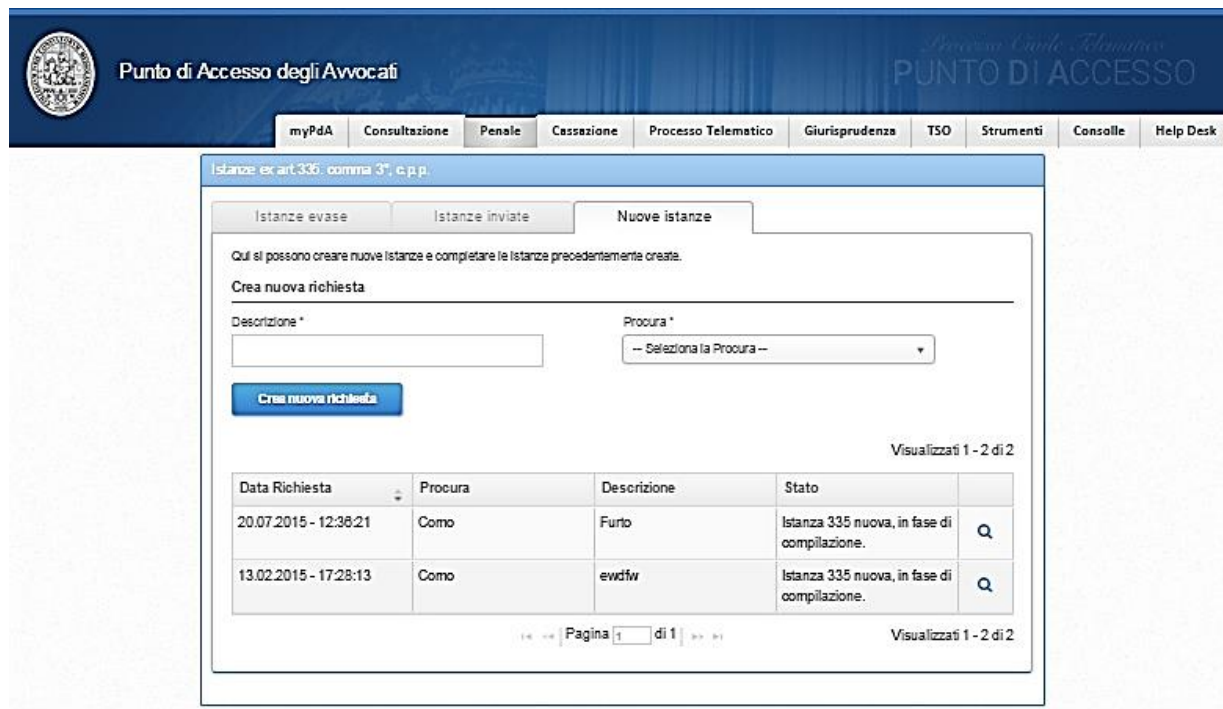 Processo Civile Telematico
Punto di Accesso degli Avvocati
PUNTO DI ACCESSO
myPdA Consultazione Penale Cassazione Processo Telematico Giurisprudenza TSO Strumenti Consolle Help Desk
Istanze ex art 335. comma 3°, c.p.p.
Istanze evase Istanze inviate Nuove istanze
Qui si possono creare nuove istanze e completare le istanze precedentemente create.
Crea nuova richiesta
Descrizione * Procura *
-- Seleziona la Procura --
Crea nuova richiesta
Visualizzati 1 - 2 di 2
Data Richiesta Procura Descrizione Stato
20.07.2015 - 12:36:21 Como Furto Istanza 335 nuova, in fase di
compilazione.
13.02.2015 - 17:28:13 Como ewdfw Istanza 335 nuova, in fase di
compilazione.
Pagina 1 di 1 Visualizzati 1 - 2 di 2